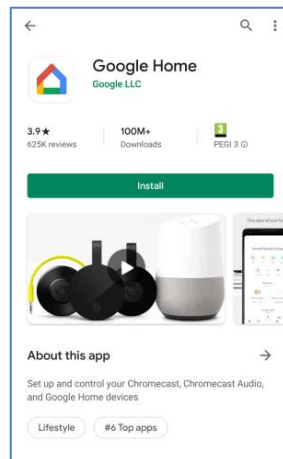 Google Home
Google LLC
3.9★
625K reviews
100M+
Downloads
3
PEGI 3 ⓘ
Install
G
About this app
Set up and control your Chromecast, Chromecast Audio,
and Google Home devices
Lifestyle
#6 Top apps